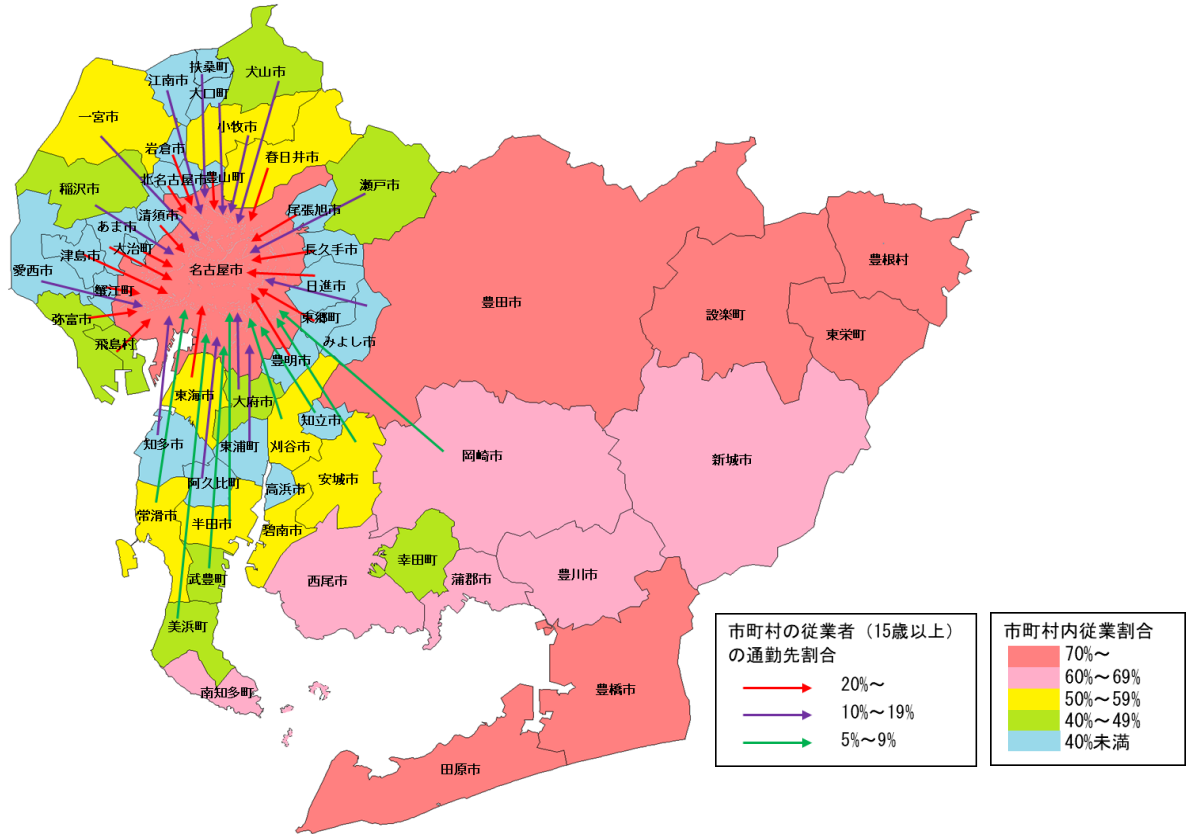 扶桑町
犬山市
江南市
大口町
一宮市
小牧市
岩倉市
春日井市
北名古屋市
豊山町
瀬戸市
稲沢市
清須市
尾張旭市
あま市
大治町
長久手市
津島市
名古屋市
愛西市
日進市
蟹江町
東郷町
弥富市
みよし市
飛島村
豊明市
豊田市
設楽町
豊根村
東栄町
東海市
大府市
知立市
知多市
東浦町
刈谷市
岡崎市
新城市
阿久比町
高浜市
安城市
常滑市
半田市
碧南市
武豊町
西尾市
幸田町
蒲郡市
豊川市
美浜町
南知多町
豊橋市
田原市
市町村の従業者（15歳以上）
の通勤先割合
20%～
10%～19%
5%～9%
市町村内従業割合
70%～
60%～69%
50%～59%
40%～49%
40%未満